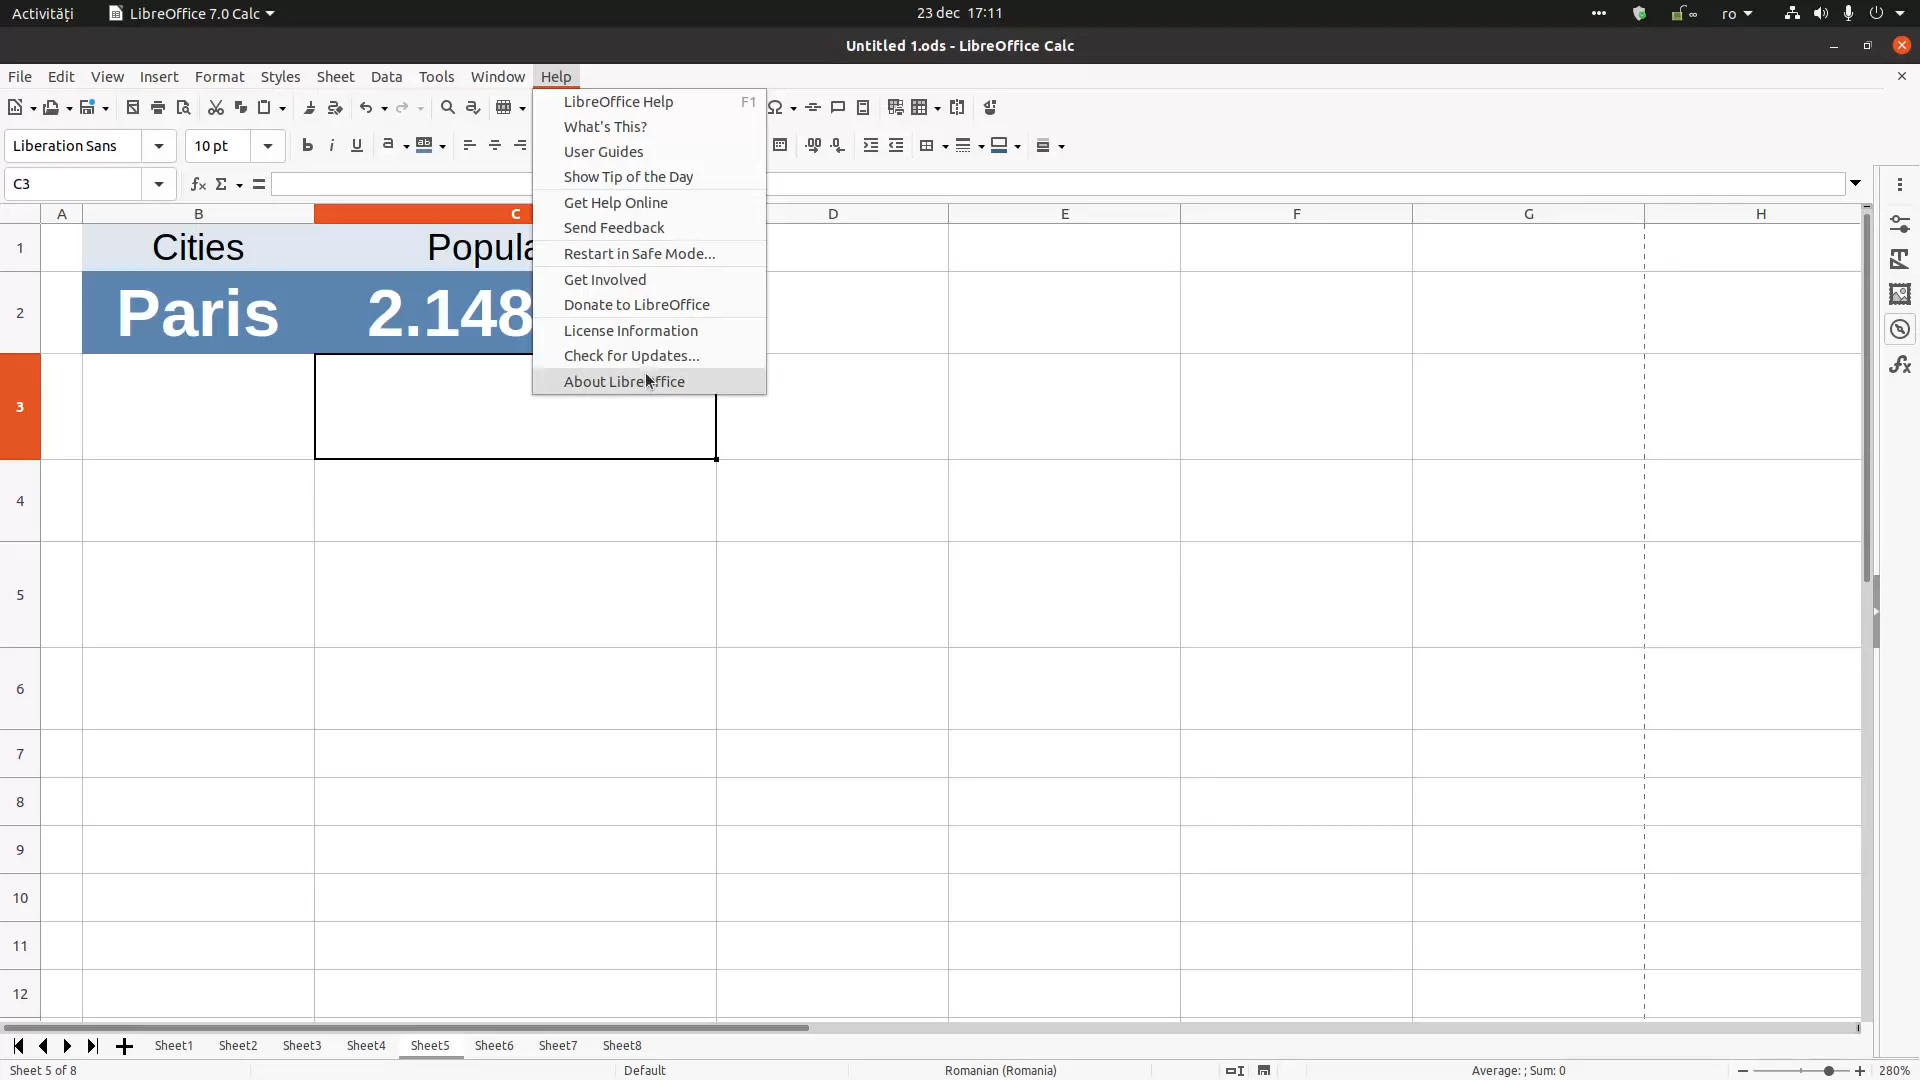 Activități LibreOffice 7.0 Calc 23 dec 17:11 ro
Untitled 1.ods - LibreOffice Calc
File Edit View Insert Format Styles Sheet Data Tools Window Help
LibreOffice Help F1
What's This?
User Guides
Show Tip of the Day
Get Help Online
Send Feedback
Restart in Safe Mode...
Get Involved
Donate to LibreOffice
License Information
Check for Updates...
About LibreOffice
Liberation Sans 10 pt
C3
A B C D E F G H
1 Cities
2 Paris 2.148
3
4
5
6
7
8
9
10
11
12
Sheet1 Sheet2 Sheet3 Sheet4 Sheet5 Sheet6 Sheet7 Sheet8
Sheet 5 of 8 Default Romanian (Romania) Average: ; Sum: 0 280%